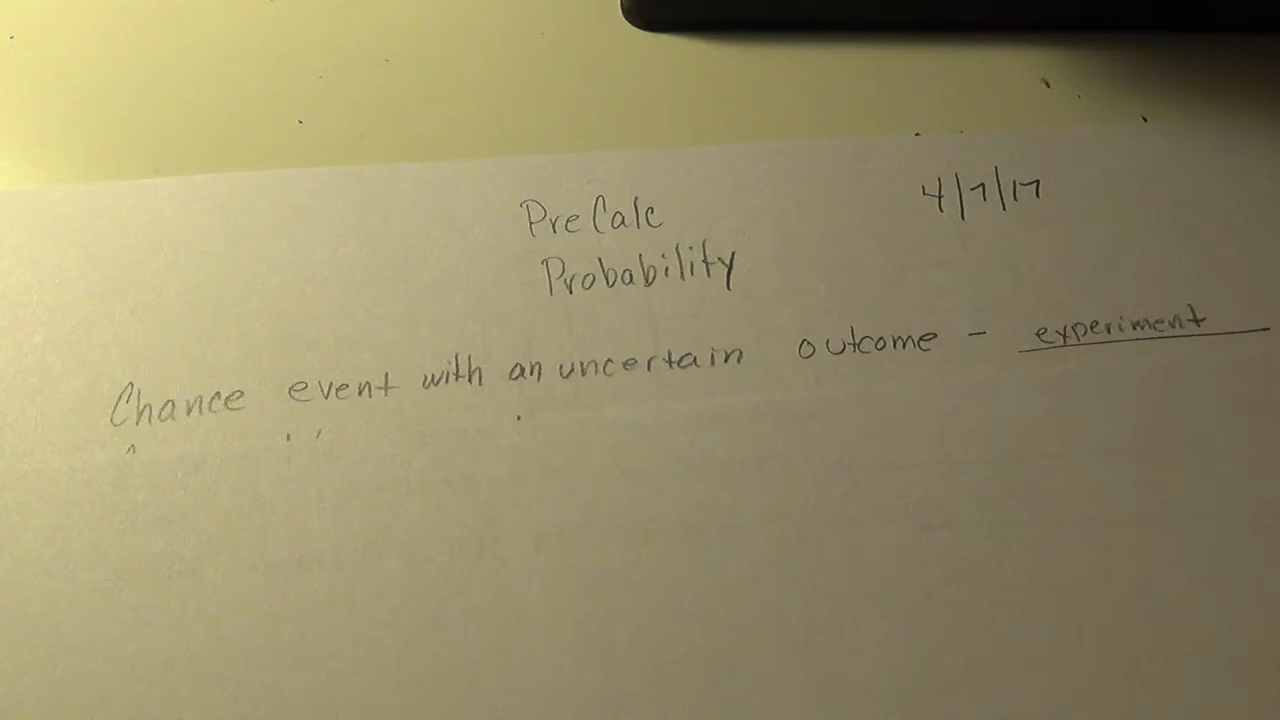 PreCalc 4/7/17
Probability
Chance event with an uncertain outcome - experiment